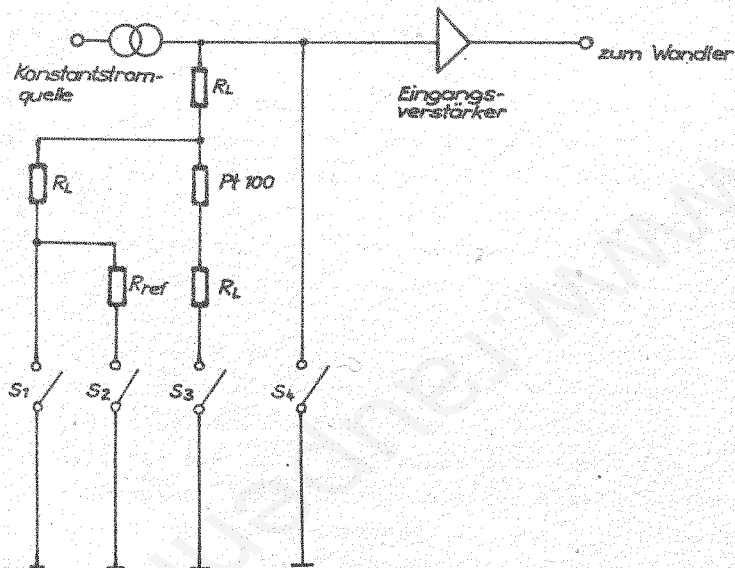 Konstantstrom-
quelle
R_L
Eingangs-
verstärker
zum Wandler
R_L
Pt 100
R_ref
R_L
S1
S2
S3
S4